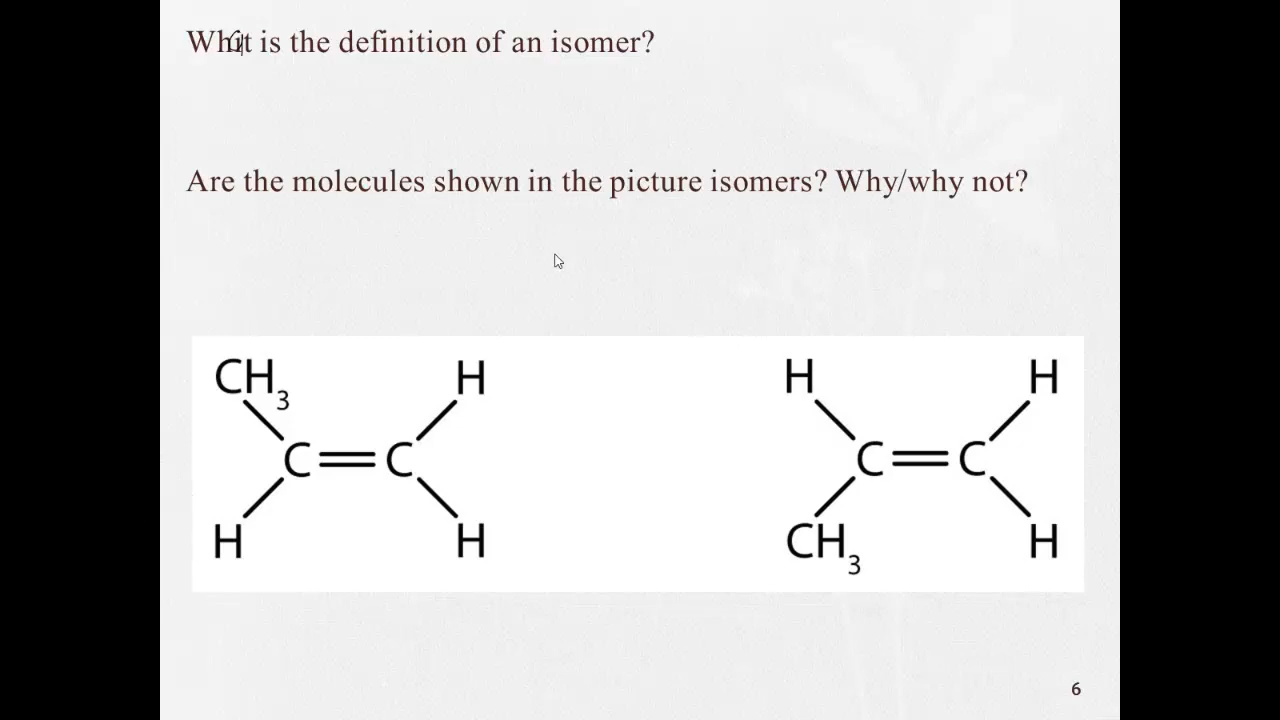 What is the definition of an isomer?
Are the molecules shown in the picture isomers? Why/why not?
CH3 H H H
C=C C=C
H H CH3 H
6